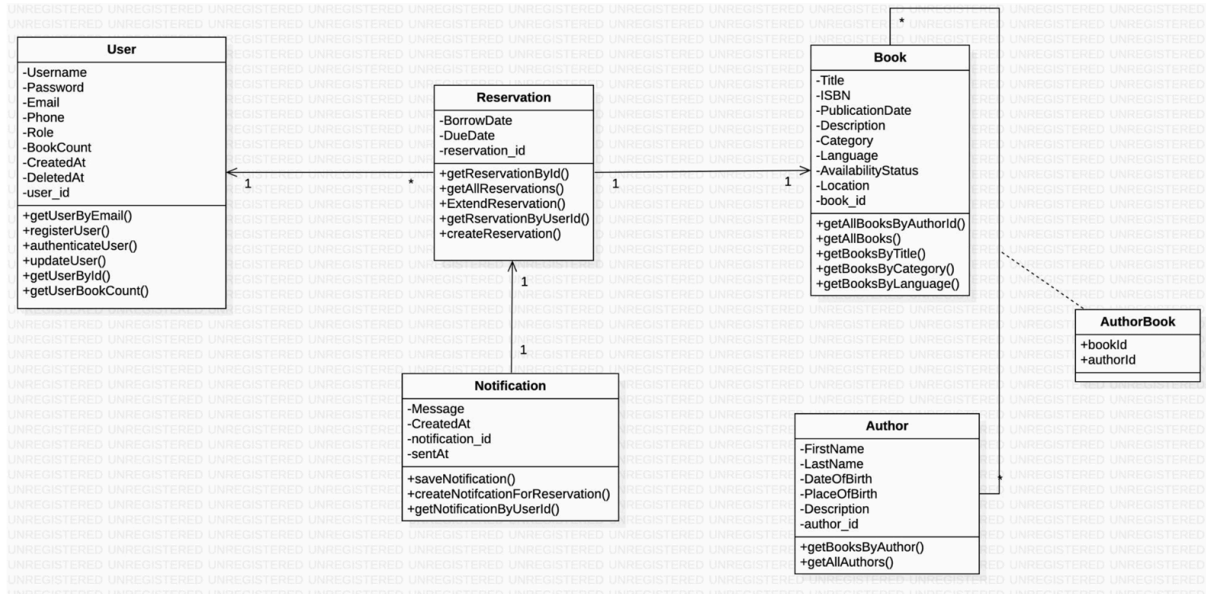 User
-Username
-Password
-Email
-Phone
-Role
-BookCount
-CreatedAt
-DeletedAt
-user_id
+getUserByEmail()
+registerUser()
+authenticateUser()
+updateUser()
+getUserById()
+getUserBookCount()
1
*
Reservation
-BorrowDate
-DueDate
-reservation_id
+getReservationById()
+getAllReservations()
+ExtendReservation()
+getRservationByUserId()
+createReservation()
1
1
*
Book
-Title
-ISBN
-PublicationDate
-Description
-Category
-Language
-AvailabilityStatus
-Location
-book_id
+getAllBooksByAuthorId()
+getAllBooks()
+getBooksByTitle()
+getBooksByCategory()
+getBooksByLanguage()
1
1
Notification
-Message
-CreatedAt
-notification_id
-sentAt
+saveNotification()
+createNotifcationForReservation()
+getNotificationByUserId()
AuthorBook
+bookId
+authorId
Author
-FirstName
-LastName
-DateOfBirth
-PlaceOfBirth
-Description
-author_id
+getBooksByAuthor()
+getAllAuthors()
*
UNREGISTERED